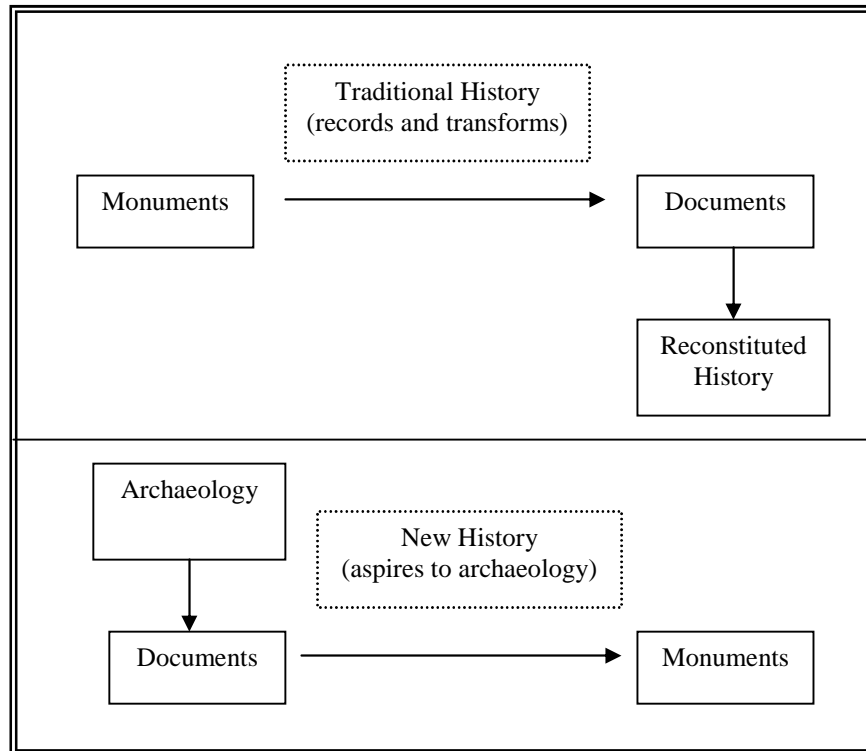 Traditional History
(records and transforms)
Monuments
Documents
Reconstituted
History
Archaeology
New History
(aspires to archaeology)
Documents
Monuments